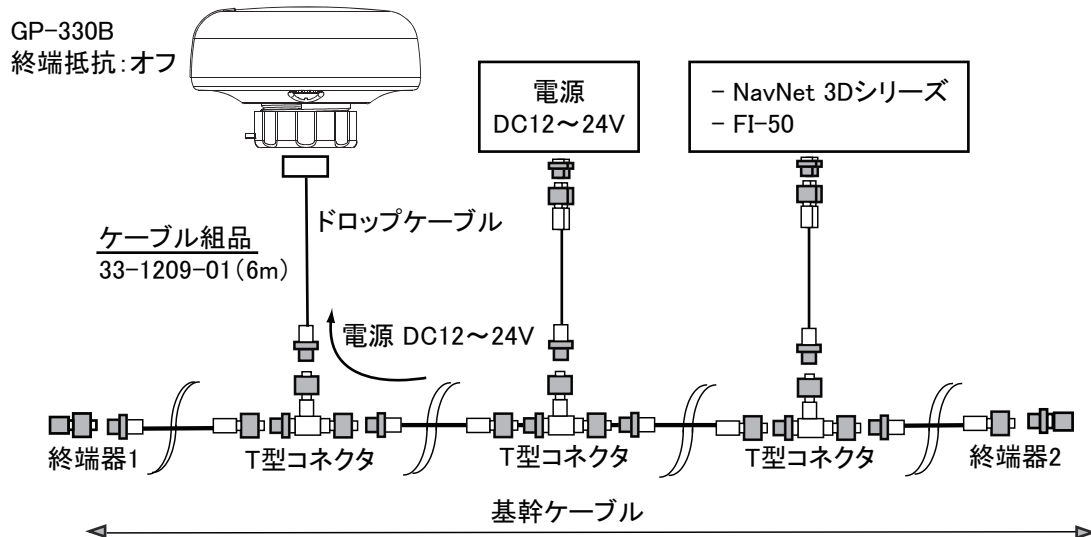 GP-330B
終端抵抗：オフ
電源
DC12～24V
- NavNet 3Dシリーズ
- FI-50
ドロップケーブル
ケーブル組品
33-1209-01（6m）
電源 DC12～24V
終端器1
T型コネクタ
T型コネクタ
T型コネクタ
終端器2
基幹ケーブル